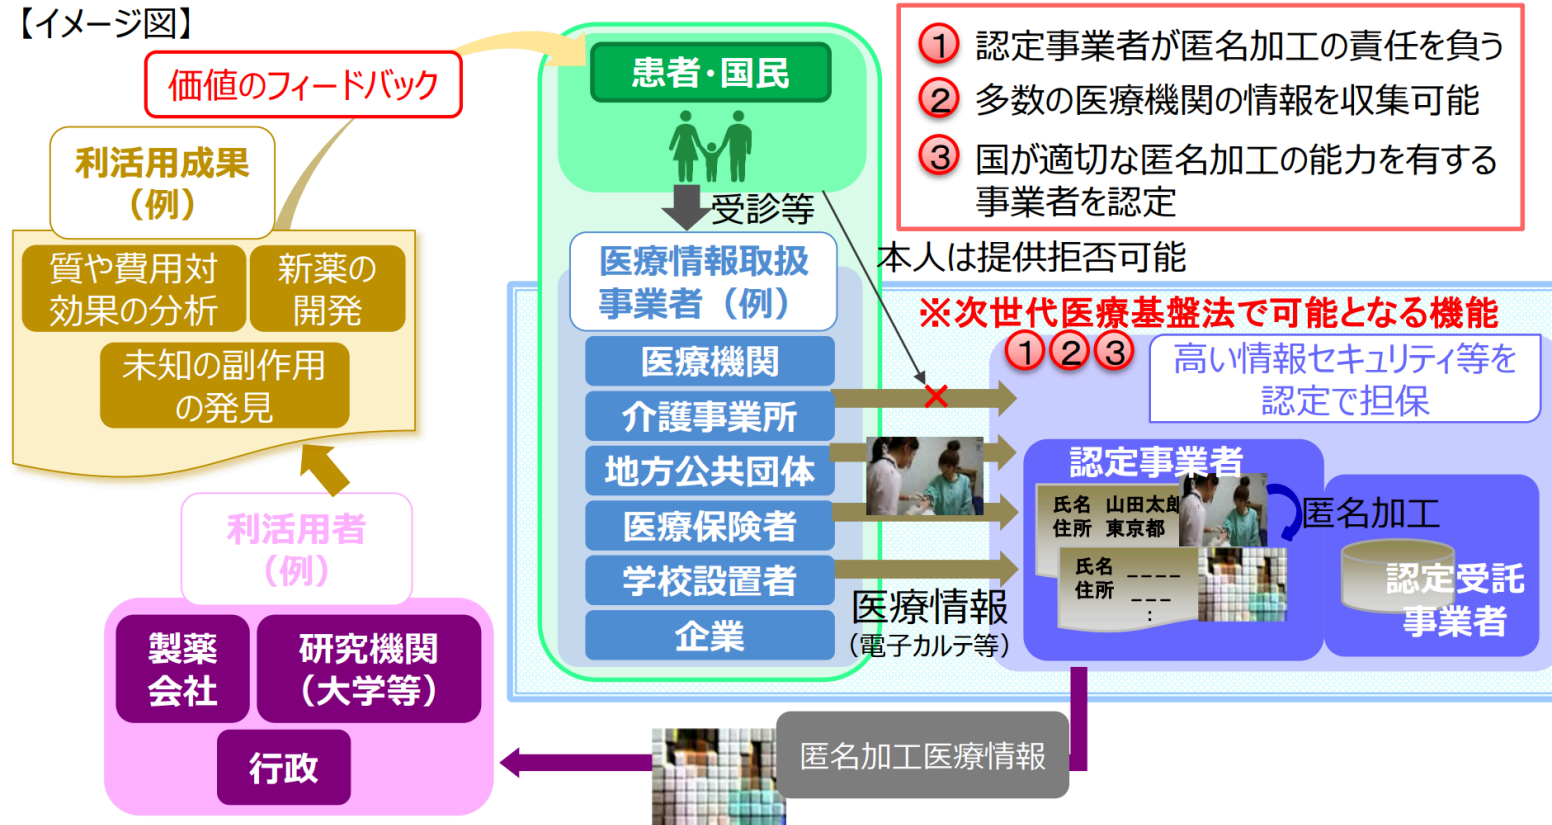 【イメージ図】
価値のフィードバック
患者・国民
① 認定事業者が匿名加工の責任を負う
② 多数の医療機関の情報を収集可能
③ 国が適切な匿名加工の能力を有する
事業者を認定
利活用成果
（例）
質や費用対
効果の分析
新薬の
開発
未知の副作用
の発見
受診等
本人は提供拒否可能
医療情報取扱
事業者（例）
医療機関
介護事業所
地方公共団体
医療保険者
学校設置者
企業
※次世代医療基盤法で可能となる機能
①②③
高い情報セキュリティ等を
認定で担保
認定事業者
氏名 山田太郎
住所 東京都
匿名加工
氏名 _ _ _ _
住所 _ _ _
:
認定受託
事業者
医療情報
（電子カルテ等）
利活用者
（例）
製薬
会社
研究機関
（大学等）
行政
匿名加工医療情報